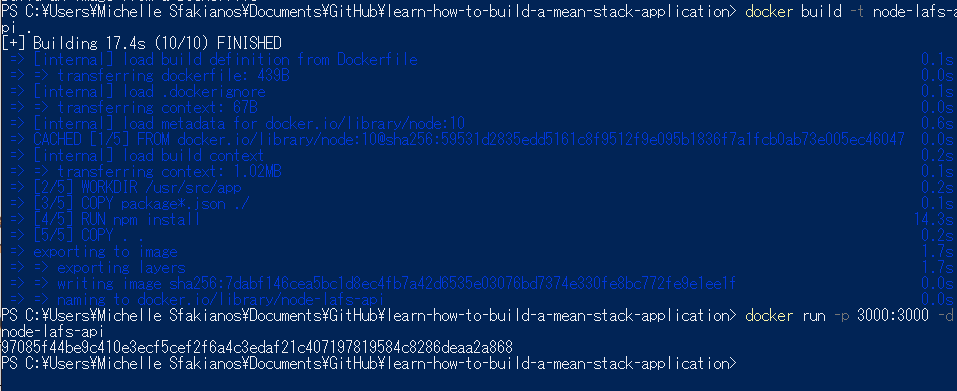 PS C:¥Users¥Michelle Sfakianos¥Documents¥GitHub¥learn-how-to-build-a-mean-stack-application> docker build -t node-lafs-a
pi .
[+] Building 17.4s (10/10) FINISHED
=> [internal] load build definition from Dockerfile 0.1s
=> => transferring dockerfile: 439B 0.0s
=> [internal] load .dockerignore 0.1s
=> => transferring context: 67B 0.0s
=> [internal] load metadata for docker.io/library/node:10 0.6s
=> CACHED [1/5] FROM docker.io/library/node:10@sha256:59531d2835edd5161c8f9512f9e095b1836f7a1fcb0ab73e005ec46047 0.0s
=> [internal] load build context 0.2s
=> => transferring context: 1.02MB 0.1s
=> [2/5] WORKDIR /usr/src/app 0.2s
=> [3/5] COPY package*.json ./ 0.1s
=> [4/5] RUN npm install 14.3s
=> [5/5] COPY . . 0.2s
=> exporting to image 1.7s
=> => exporting layers 1.7s
=> => writing image sha256:7dabf146cea5bc1d8ec4fb7a42d6535e03076bd7374e330fe8bc772fe9e1ee1f 0.0s
=> => naming to docker.io/library/node-lafs-api 0.0s
PS C:¥Users¥Michelle Sfakianos¥Documents¥GitHub¥learn-how-to-build-a-mean-stack-application> docker run -p 3000:3000 -d
node-lafs-api
97085f44be9c410e3ecf5cef2f6a4c3edaf21c407197819584c8286deaa2a868
PS C:¥Users¥Michelle Sfakianos¥Documents¥GitHub¥learn-how-to-build-a-mean-stack-application>